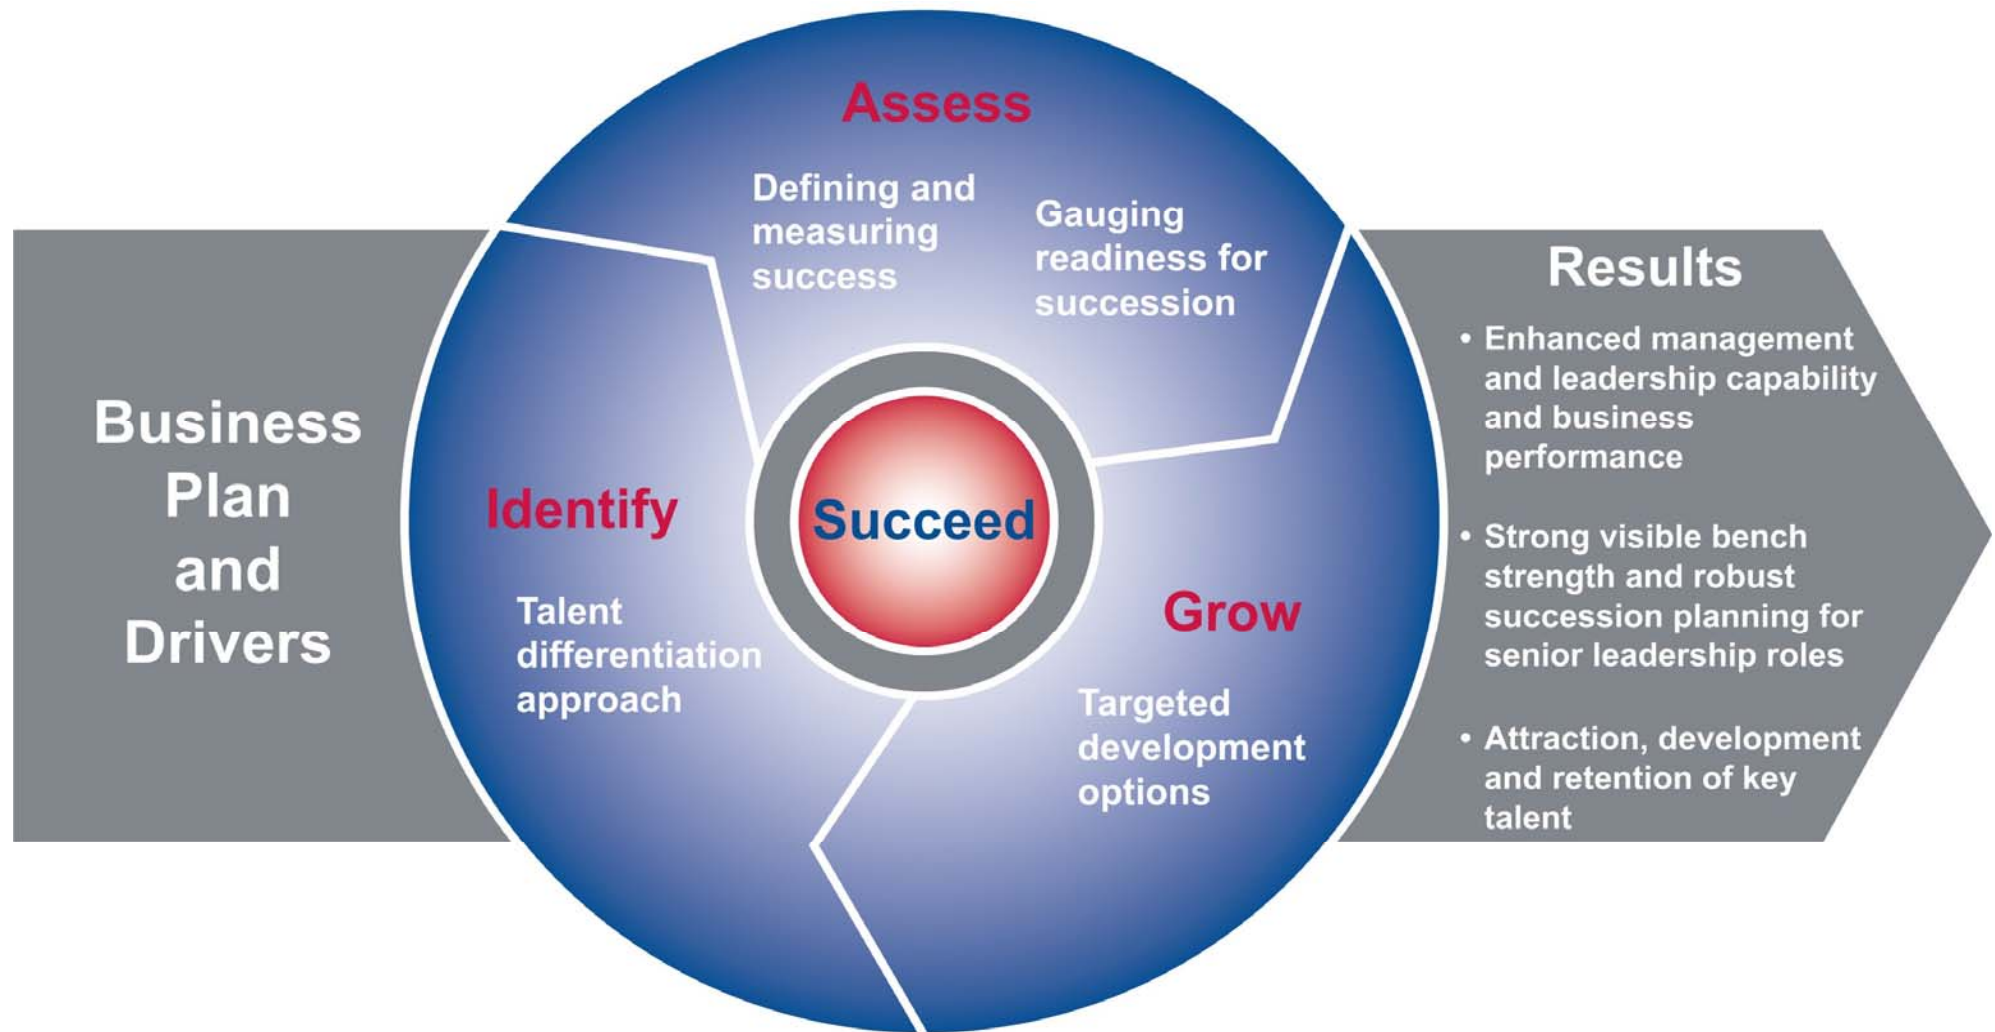 Business
Plan
and
Drivers
Assess
Defining and
measuring
success
Gauging
readiness for
succession
Identify
Talent
differentiation
approach
Succeed
Grow
Targeted
development
options
Results
• Enhanced management
and leadership capability
and business
performance
• Strong visible bench
strength and robust
succession planning for
senior leadership roles
• Attraction, development
and retention of key
talent